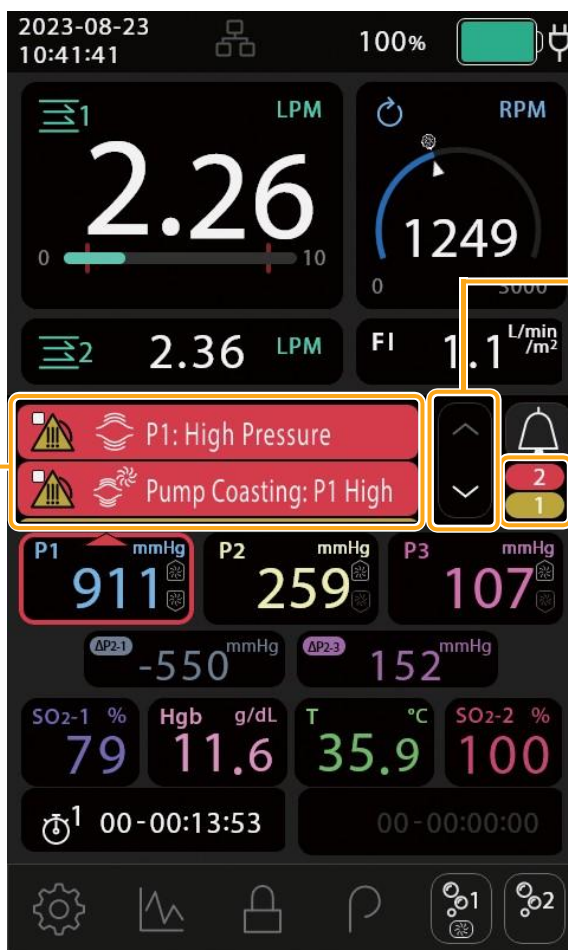 2023-08-23
10:41:41
100%
1 LPM
2.26
0 10
RPM
1249
0 3000
2 2.36 LPM
FI 1.1 L/min/m2
!!! P1: High Pressure
!!! Pump Coasting: P1 High
2
1
P1 mmHg
911
P2 mmHg
259
P3 mmHg
107
ΔP2-1 -550 mmHg
ΔP2-3 152 mmHg
SO2-1 %
79
Hgb g/dL
11.6
T °C
35.9
SO2-2 %
100
1 00-00:13:53
00-00:00:00
P
1
2